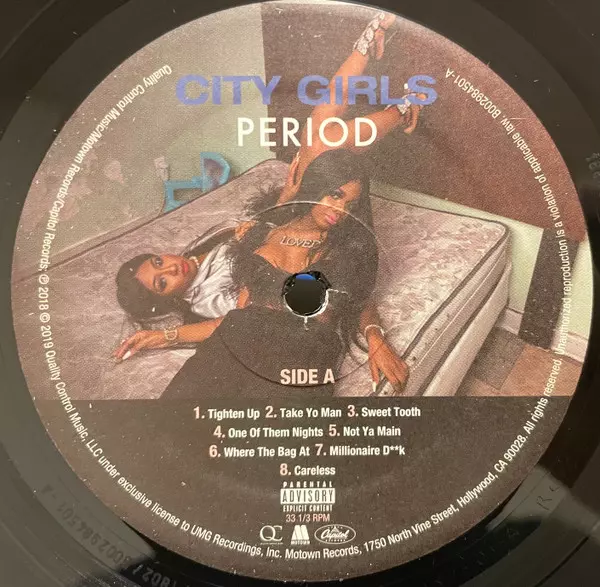 CITY GIRLS
PERIOD
LOVED
SIDE A
1. Tighten Up 2. Take Yo Man 3. Sweet Tooth
4. One Of Them Nights 5. Not Ya Main
6. Where The Bag At 7. Millionaire D**k
8. Careless
PARENTAL
ADVISORY
EXPLICIT CONTENT
33 1/3 RPM
QC
MOTOWN
Capitol
Quality Control Music/Motown Records/Capitol Records; ℗ 2018 © 2019 Quality Control Music, LLC under exclusive license to UMG Recordings, Inc. Motown Records, 1750 North Vine Street, Hollywood, CA 90028. All rights reserved. Unauthorized reproduction is a violation of applicable law. B002984501-A